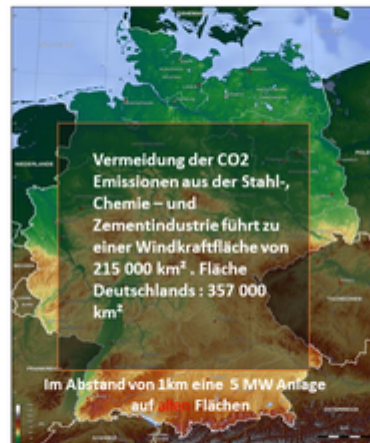 NIEDERLANDE
Vermeidung der CO2
Emissionen aus der Stahl-,
Chemie – und
Zementindustrie führt zu
einer Windkraftfläche von
215 000 km² . Fläche
Deutschlands : 357 000
km²
Im Abstand von 1km eine 5 MW Anlage
auf allen Flächen